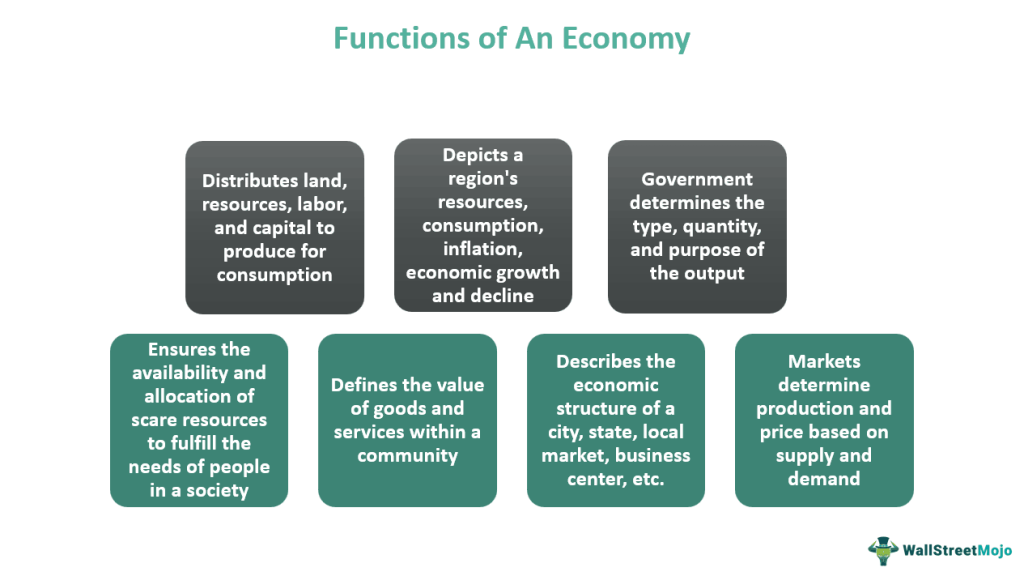 Functions of An Economy
Distributes land,
resources, labor,
and capital to
produce for
consumption
Depicts a
region's
resources,
consumption,
inflation,
economic growth
and decline
Government
determines the
type, quantity,
and purpose of
the output
Ensures the
availability and
allocation of
scare resources
to fulfill the
needs of people
in a society
Defines the value
of goods and
services within a
community
Describes the
economic
structure of a
city, state, local
market, business
center, etc.
Markets
determine
production and
price based on
supply and
demand
WallStreetMojo